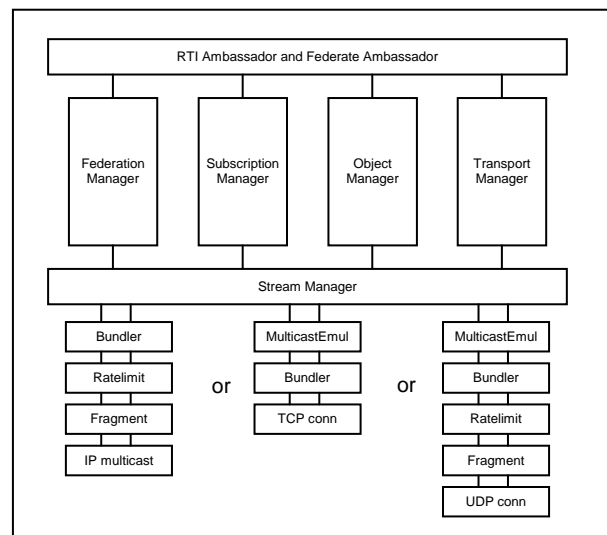 RTI Ambassador and Federate Ambassador
Federation
Manager
Subscription
Manager
Object
Manager
Transport
Manager
Stream Manager
Bundler
Ratelimit
Fragment
IP multicast
or
MulticastEmul
Bundler
TCP conn
or
MulticastEmul
Bundler
Ratelimit
Fragment
UDP conn